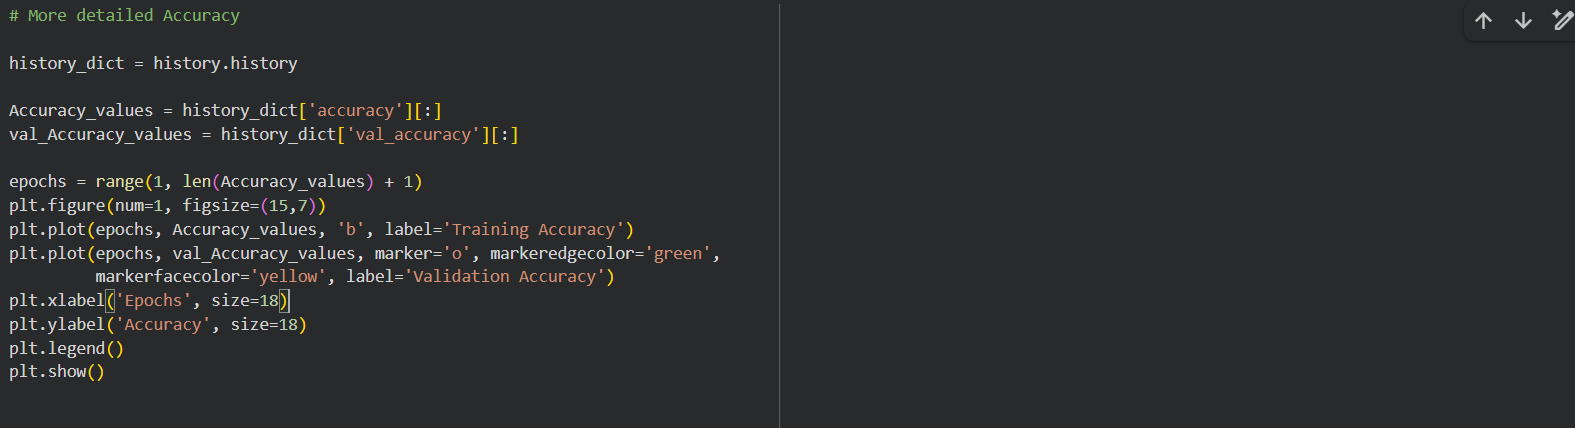 # More detailed Accuracy
history_dict = history.history
Accuracy_values = history_dict['accuracy'][:]
val_Accuracy_values = history_dict['val_accuracy'][:]
epochs = range(1, len(Accuracy_values) + 1)
plt.figure(num=1, figsize=(15,7))
plt.plot(epochs, Accuracy_values, 'b', label='Training Accuracy')
plt.plot(epochs, val_Accuracy_values, marker='o', markeredgecolor='green',
         markerfacecolor='yellow', label='Validation Accuracy')
plt.xlabel('Epochs', size=18)
plt.ylabel('Accuracy', size=18)
plt.legend()
plt.show()